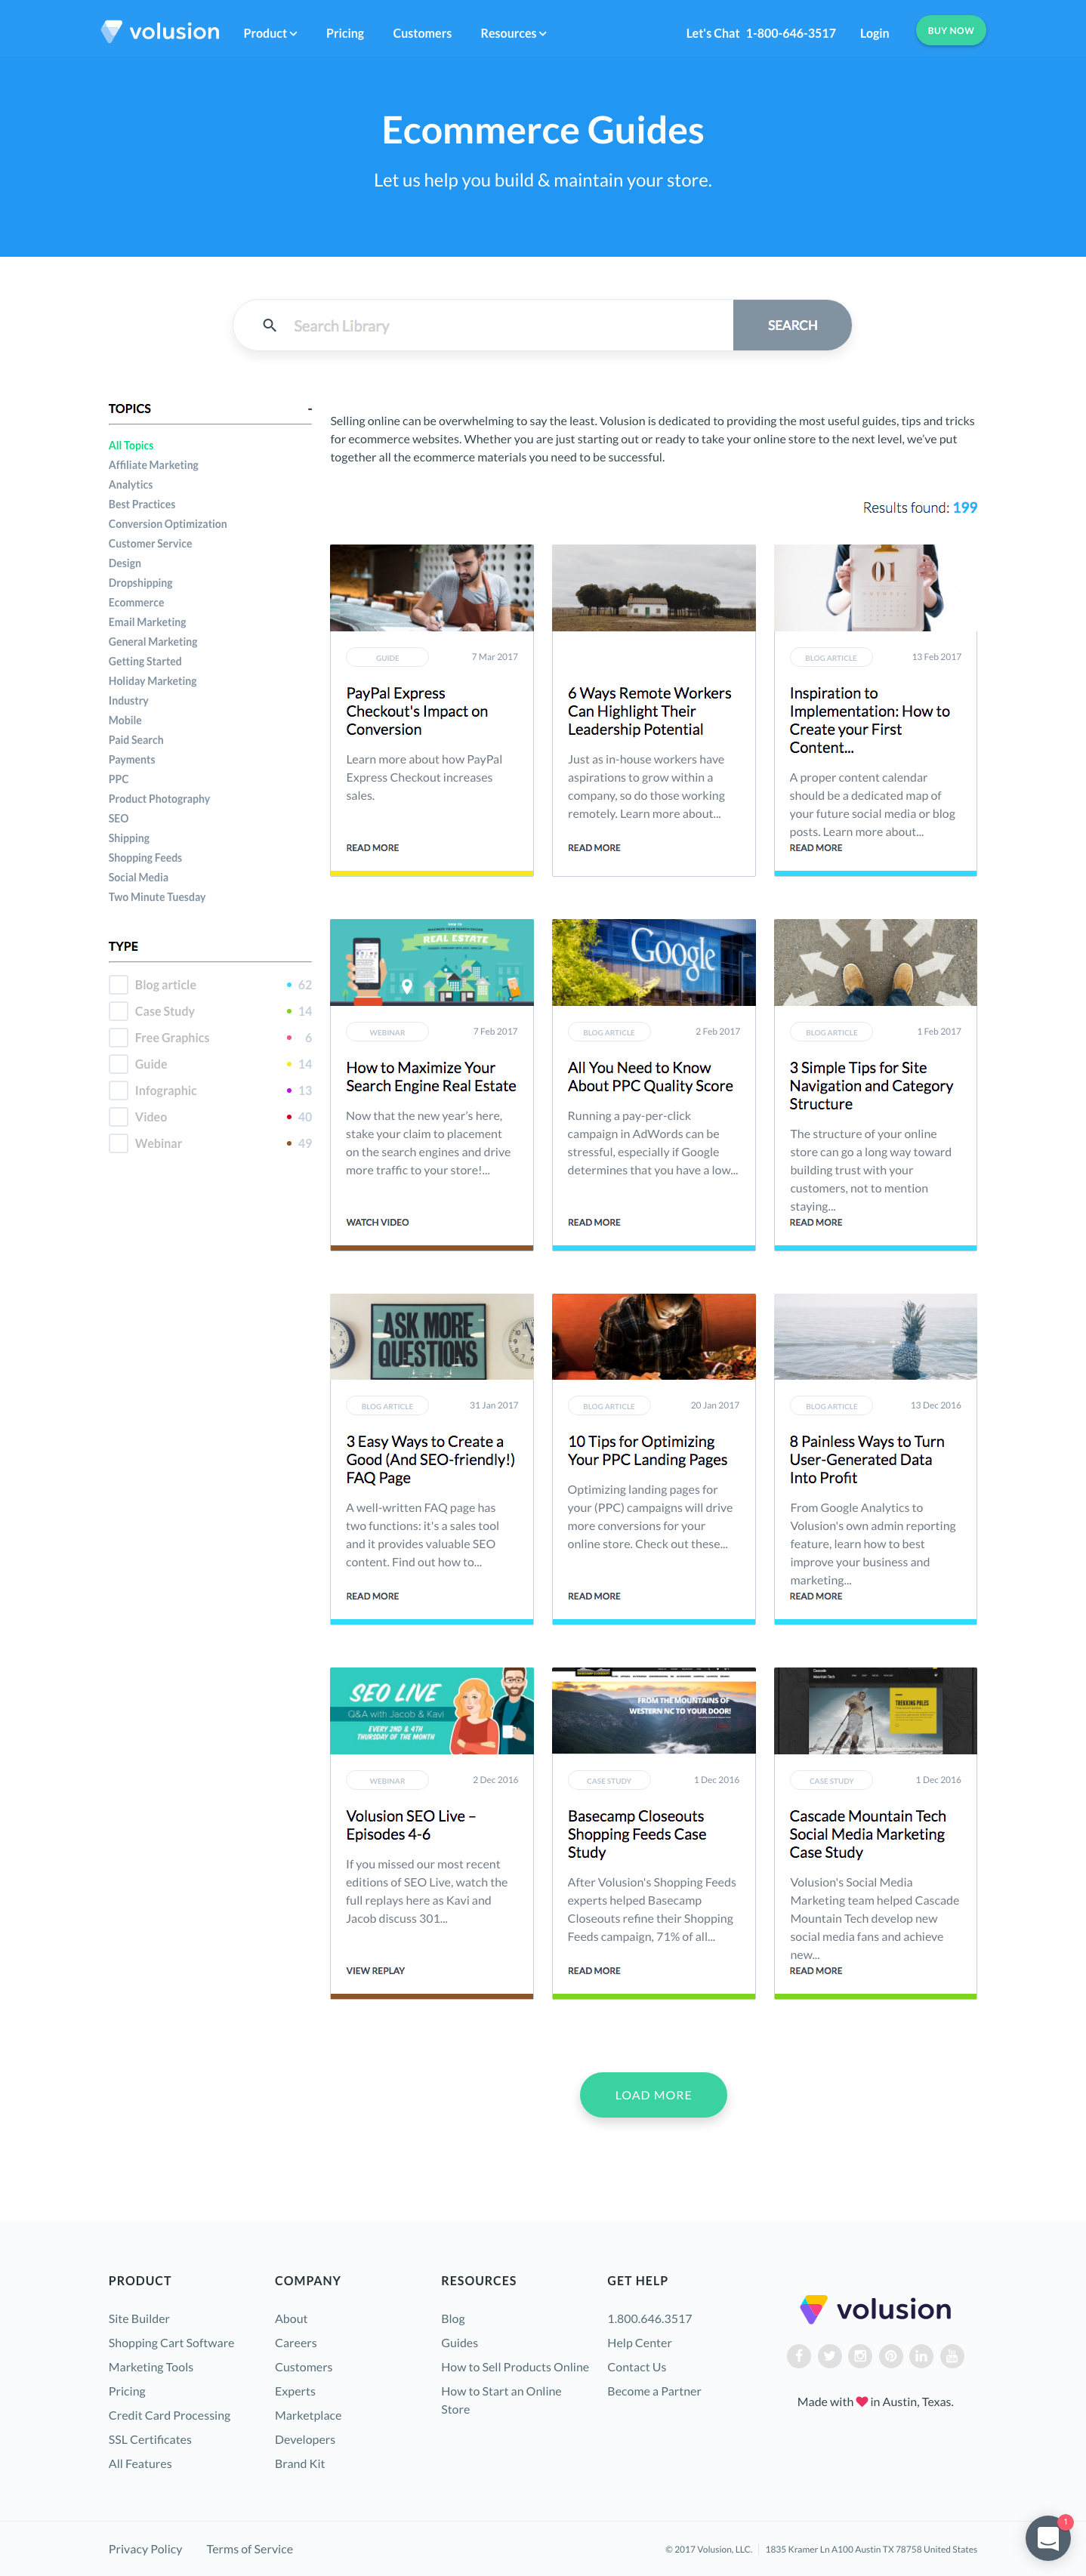 volusion
Product
Pricing
Customers
Resources
Let's Chat 1-800-646-3517
Login
BUY NOW
Ecommerce Guides
Let us help you build & maintain your store.
Search Library
SEARCH
TOPICS -
All Topics
Affiliate Marketing
Analytics
Best Practices
Conversion Optimization
Customer Service
Design
Dropshipping
Ecommerce
Email Marketing
General Marketing
Getting Started
Holiday Marketing
Industry
Mobile
Paid Search
Payments
PPC
Product Photography
SEO
Shipping
Shopping Feeds
Social Media
Two Minute Tuesday
TYPE
Blog article 62
Case Study 14
Free Graphics 6
Guide 14
Infographic 13
Video 40
Webinar 49
Selling online can be overwhelming to say the least. Volusion is dedicated to providing the most useful guides, tips and tricks
for ecommerce websites. Whether you are just starting out or ready to take your online store to the next level, we've put
together all the ecommerce materials you need to be successful.
Results found: 199
GUIDE 7 Mar 2017
PayPal Express
Checkout's Impact on
Conversion
Learn more about how PayPal
Express Checkout increases
sales.
READ MORE
6 Ways Remote Workers
Can Highlight Their
Leadership Potential
Just as in-house workers have
aspirations to grow within a
company, so do those working
remotely. Learn more about...
READ MORE
01
BLOG ARTICLE 13 Feb 2017
Inspiration to
Implementation: How to
Create your First
Content...
A proper content calendar
should be a dedicated map of
your future social media or blog
posts. Learn more about...
READ MORE
REAL ESTATE
WEBINAR 7 Feb 2017
How to Maximize Your
Search Engine Real Estate
Now that the new year's here,
stake your claim to placement
on the search engines and drive
more traffic to your store!...
WATCH VIDEO
Google
BLOG ARTICLE 2 Feb 2017
All You Need to Know
About PPC Quality Score
Running a pay-per-click
campaign in AdWords can be
stressful, especially if Google
determines that you have a low...
READ MORE
BLOG ARTICLE 1 Feb 2017
3 Simple Tips for Site
Navigation and Category
Structure
The structure of your online
store can go a long way toward
building trust with your
customers, not to mention
staying...
READ MORE
ASK MORE
QUESTIONS
BLOG ARTICLE 31 Jan 2017
3 Easy Ways to Create a
Good (And SEO-friendly!)
FAQ Page
A well-written FAQ page has
two functions: it's a sales tool
and it provides valuable SEO
content. Find out how to...
READ MORE
BLOG ARTICLE 20 Jan 2017
10 Tips for Optimizing
Your PPC Landing Pages
Optimizing landing pages for
your (PPC) campaigns will drive
more conversions for your
online store. Check out these...
READ MORE
BLOG ARTICLE 13 Dec 2016
8 Painless Ways to Turn
User-Generated Data
Into Profit
From Google Analytics to
Volusion's own admin reporting
feature, learn how to best
improve your business and
marketing...
READ MORE
SEO LIVE
Q&A with Jacob & Kavi
EVERY 2ND & 4TH
THURSDAY OF THE MONTH
WEBINAR 2 Dec 2016
Volusion SEO Live –
Episodes 4-6
If you missed our most recent
editions of SEO Live, watch the
full replays here as Kavi and
Jacob discuss 301...
VIEW REPLAY
FROM THE MOUNTAINS OF
WESTERN NC TO YOUR DOOR!
CASE STUDY 1 Dec 2016
Basecamp Closeouts
Shopping Feeds Case
Study
After Volusion's Shopping Feeds
experts helped Basecamp
Closeouts refine their Shopping
Feeds campaign, 71% of all...
READ MORE
Cascade
Mountain Tech
TREKKING POLES
CASE STUDY 1 Dec 2016
Cascade Mountain Tech
Social Media Marketing
Case Study
Volusion's Social Media
Marketing team helped Cascade
Mountain Tech develop new
social media fans and achieve
new...
READ MORE
LOAD MORE
PRODUCT
Site Builder
Shopping Cart Software
Marketing Tools
Pricing
Credit Card Processing
SSL Certificates
All Features
COMPANY
About
Careers
Customers
Experts
Marketplace
Developers
Brand Kit
RESOURCES
Blog
Guides
How to Sell Products Online
How to Start an Online
Store
GET HELP
1.800.646.3517
Help Center
Contact Us
Become a Partner
volusion
Made with in Austin, Texas.
Privacy Policy
Terms of Service
© 2017 Volusion, LLC. 1835 Kramer Ln A100 Austin TX 78758 United States
1